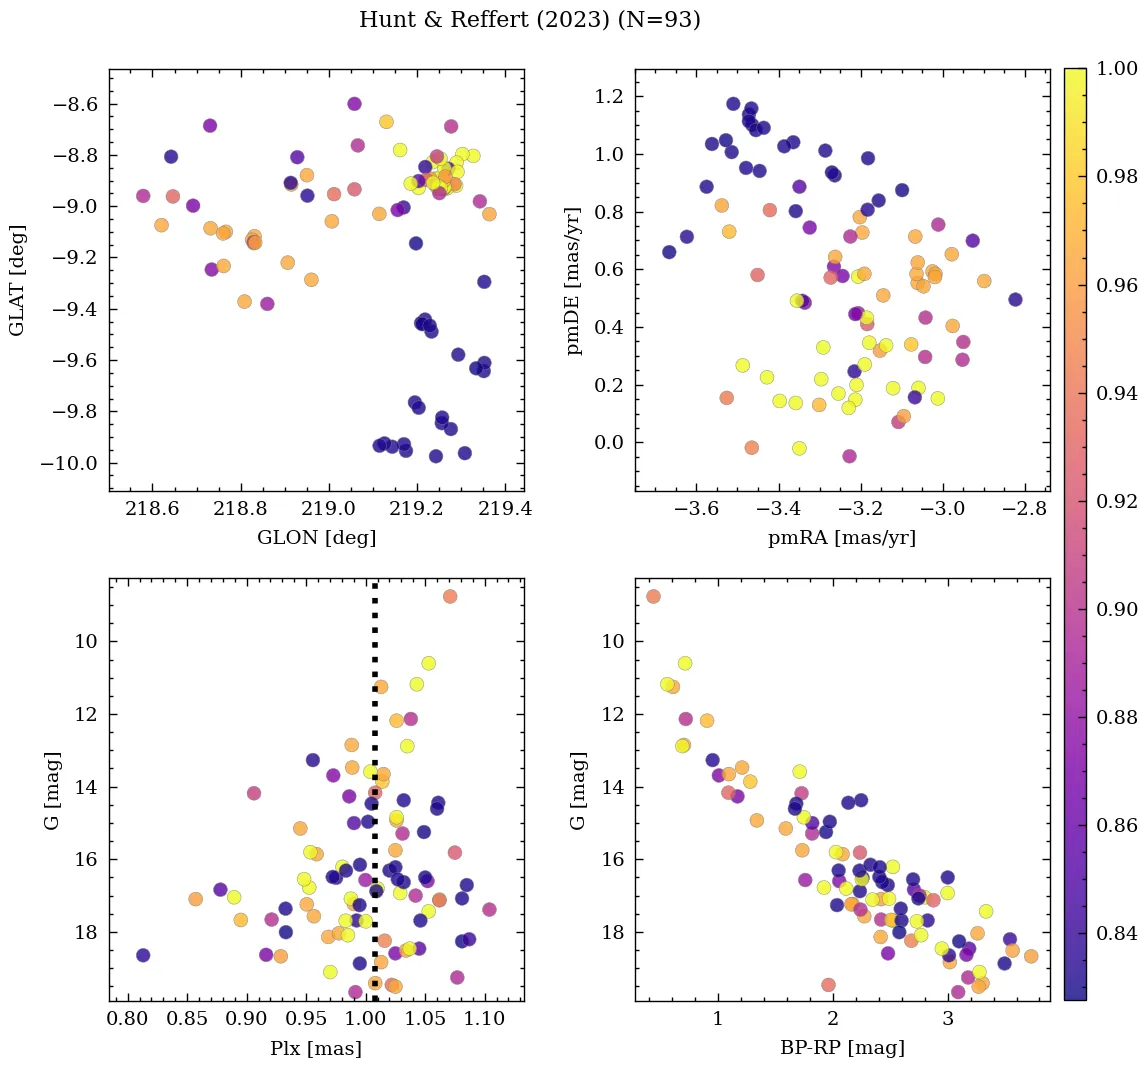 Hunt & Reffert (2023) (N=93)
−8.6
−8.8
−9.0
−9.2
−9.4
−9.6
−9.8
−10.0
GLAT [deg]
218.6 218.8 219.0 219.2 219.4
GLON [deg]
1.2
1.0
0.8
0.6
0.4
0.2
0.0
pmDE [mas/yr]
−3.6 −3.4 −3.2 −3.0 −2.8
pmRA [mas/yr]
1.00
0.98
0.96
0.94
0.92
0.90
0.88
0.86
0.84
10
12
14
16
18
G [mag]
0.80 0.85 0.90 0.95 1.00 1.05 1.10
Plx [mas]
10
12
14
16
18
G [mag]
1 2 3
BP-RP [mag]